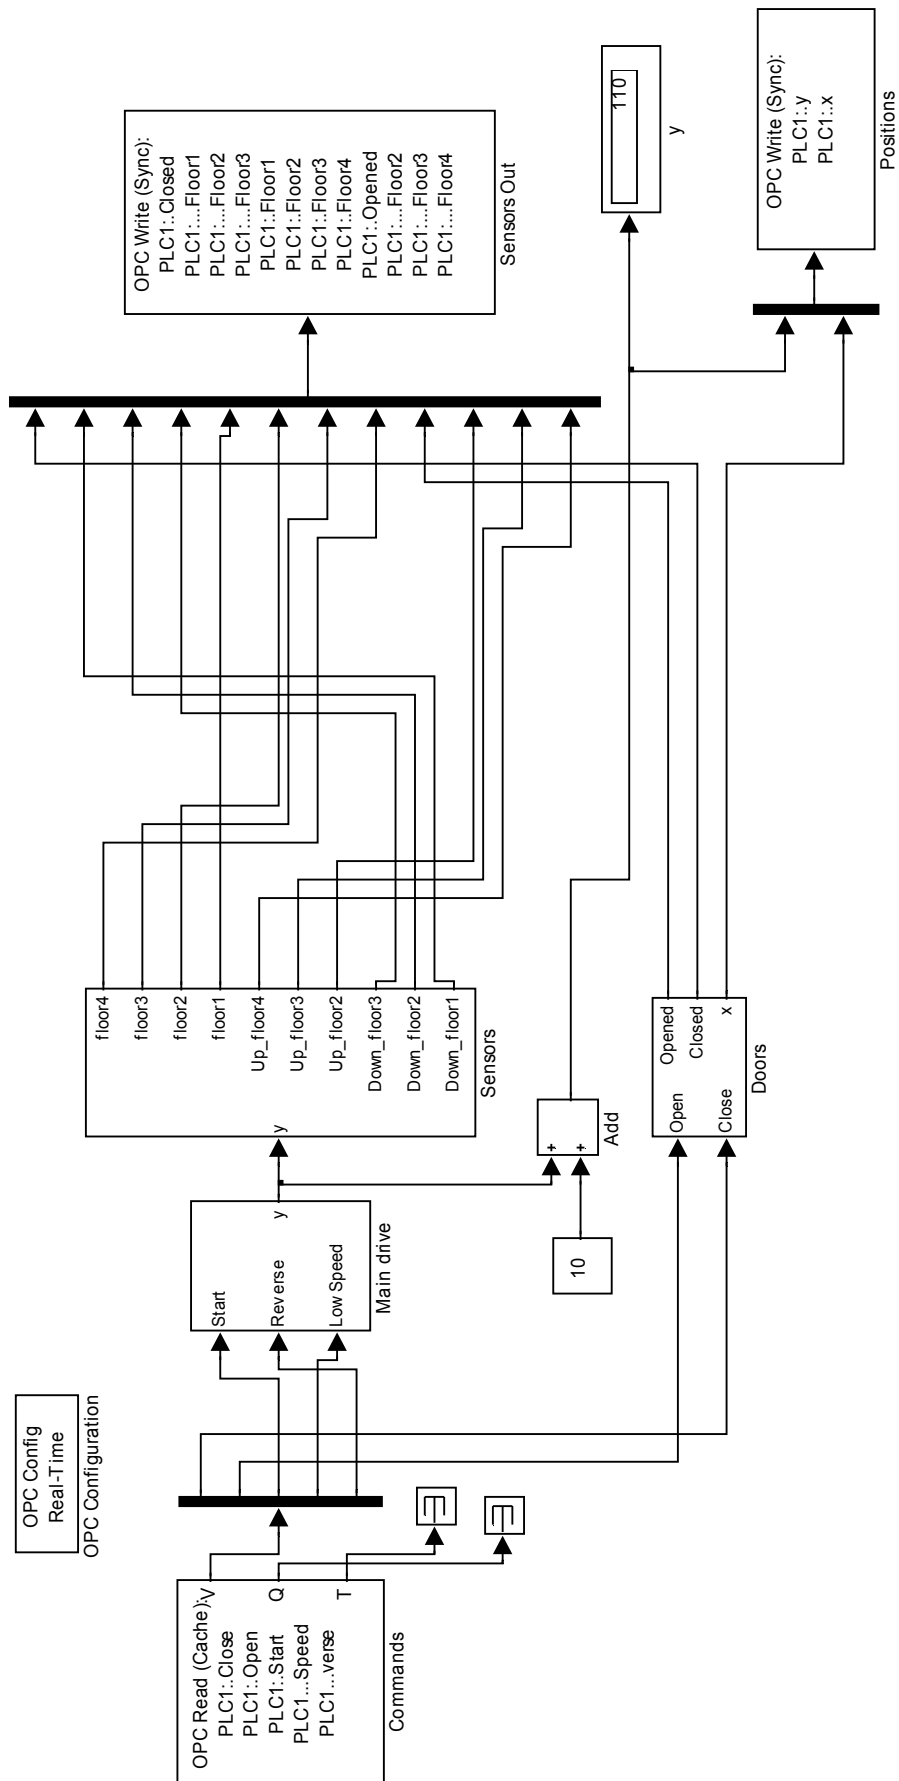 OPC Config
Real-Time
OPC Configuration
OPC Read (Cache):
PLC1:.Close
PLC1:.Open
PLC1:.Start
PLC1...Speed
PLC1...verse
V
Q
T
Commands
Start
Reverse
Low Speed
y
Main drive
y
floor4
floor3
floor2
floor1
Up_floor4
Up_floor3
Up_floor2
Down_floor3
Down_floor2
Down_floor1
Sensors
10
+
+
Add
Open
Close
Opened
Closed
x
Doors
OPC Write (Sync):
PLC1:.Closed
PLC1:...Floor1
PLC1:...Floor2
PLC1:...Floor3
PLC1:.Floor1
PLC1:.Floor2
PLC1:.Floor3
PLC1:.Floor4
PLC1:.Opened
PLC1:...Floor2
PLC1:...Floor3
PLC1:...Floor4
Sensors Out
110
y
OPC Write (Sync):
PLC1:.y
PLC1:.x
Positions